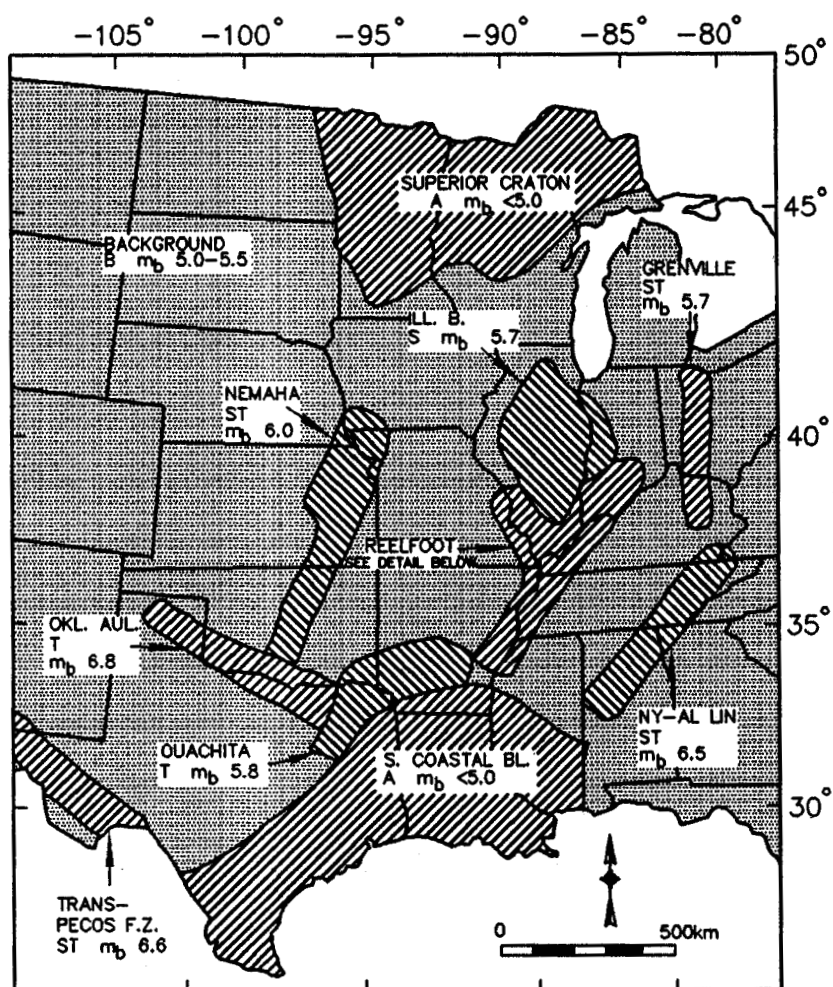 −105° −100° −95° −90° −85° −80°
50°
SUPERIOR CRATON
A mb <5.0
45°
BACKGROUND
B mb 5.0−5.5
GRENVILLE
ST
mb 5.7
ILL. B.
S mb 5.7
NEMAHA
ST
mb 6.0
40°
REELFOOT
SEE DETAIL BELOW
OKL. AUL.
T
mb 6.8
35°
NY−AL LIN
ST
mb 6.5
OUACHITA
T mb 5.8
S. COASTAL BL.
A mb <5.0
30°
TRANS−
PECOS F.Z.
ST mb 6.6
0 500km